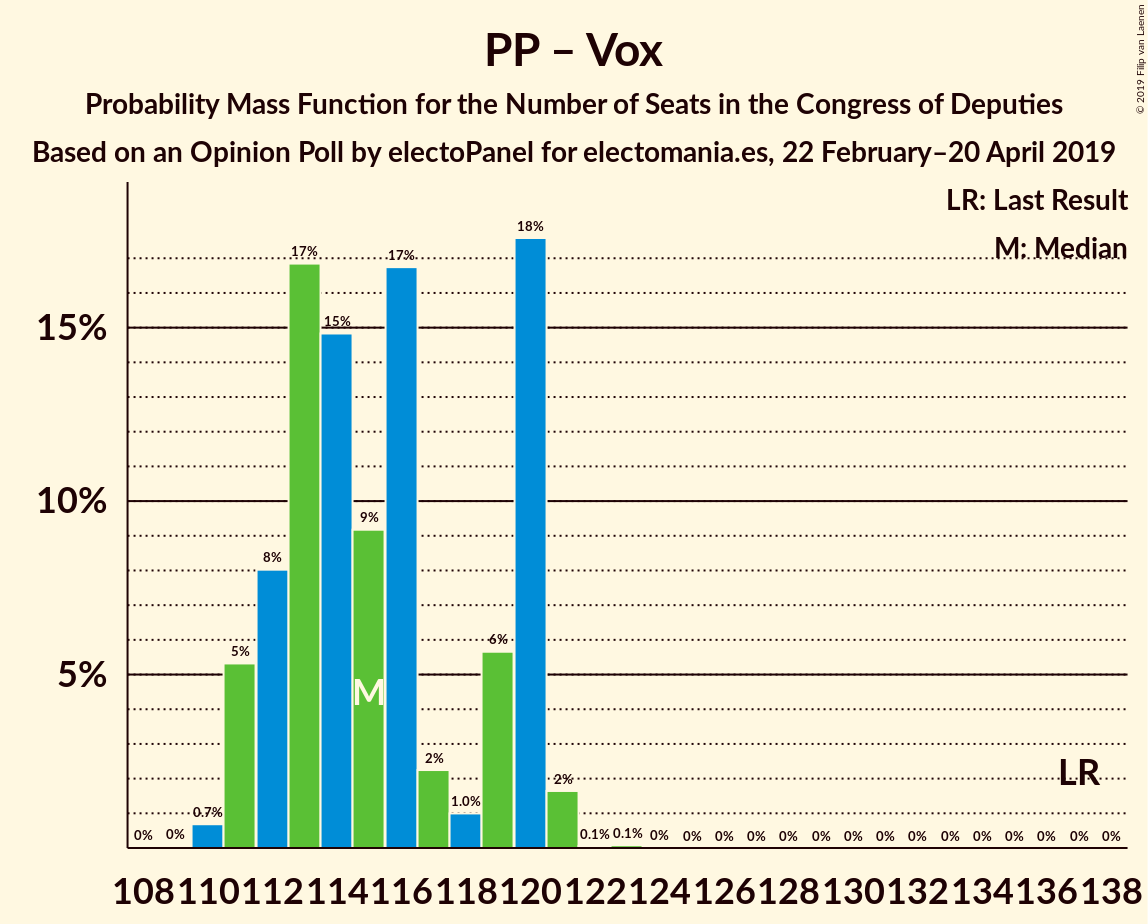 PP – Vox
Probability Mass Function for the Number of Seats in the Congress of Deputies
Based on an Opinion Poll by electoPanel for electomania.es, 22 February–20 April 2019
© 2019 Filip van Laenen
LR: Last Result
M: Median
18%
17% 17%
15% 15%
10%
9%
8%
5% 5% 6%
M
2% 2%
LR
0% 0% 0.7% 1.0% 0.1% 0.1% 0% 0% 0% 0% 0% 0% 0% 0% 0% 0% 0% 0% 0% 0% 0%
108 110 112 114 116 118 120 122 124 126 128 130 132 134 136 138